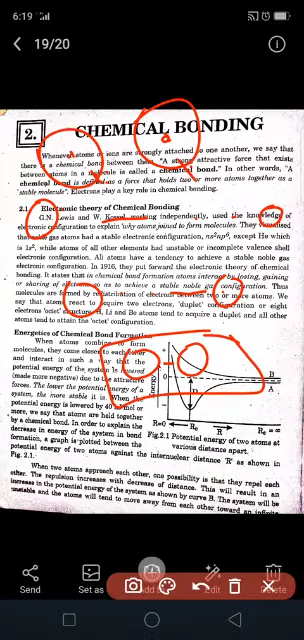 6:19
19/20
2. CHEMICAL BONDING
Whenever atoms or ions are strongly attached to one another, we say that
there is a chemical bond between them. "A strong attractive force that exists
between atoms in a molecule is called a chemical bond." In other words, "A
chemical bond is defined as a force that holds two or more atoms together as a
stable molecule". Electrons play a key role in chemical bonding.
2.1 Electronic theory of Chemical Bonding
G.N. Lewis and W. Kossel working independently, used the knowledge of
electronic configuration to explain 'why atoms joined to form molecules'. They
noble gas atoms had a stable electronic configuration, ns²np⁶, except He which
is 1s², while atoms of all other elements had unstable or incomplete valence shell
electronic configuration. All atoms have a tendency to achieve a stable noble gas
electronic configuration. In 1916, they put forward the electronic theory of chemical
bonding. It states that in chemical bond formation atoms interact by losing, gaining
or sharing of so as to achieve a stable noble gas configuration. Thus
molecules are formed by redistribution of electrons between two or more atoms. We
say that atoms react to acquire two electrons, 'duplet' configuration or eight
electrons 'octet' structure. H, Li and Be atoms tend to acquire a duplet and all other
atoms tend to attain the 'octet' configuration.
Energetics of Chemical Bond Formation
When atoms combine to form
molecules, they come closer to each other
and interact in such a way that the
potential energy of the system is lowered
(made more negative) due to the attractive
forces. The lower the potential energy of a
system, the more stable it is. When the
potential energy is lowered by 40 kJ/mol or
more, we say that atoms are held together
by a chemical bond. In order to explain the
decrease in energy of the system in bond
formation, a graph is plotted between the
potential energy of two atoms against the internuclear distance 'R' as shown in
Fig. 2.1.
Energy
B
A
D
R=0 R₀ R R₀ = ∞
Fig.2.1 Potential energy of two atoms at
various distance apart.
When two atoms approach each other, one possibility is that they repel each
other. The repulsion increases with decrease of distance. This will result in an
increase in the potential energy of the system as shown by curve B. The system will be
unstable and the atoms will tend to move away from each other toward an infinite
Send
Set as
Edit
Delete